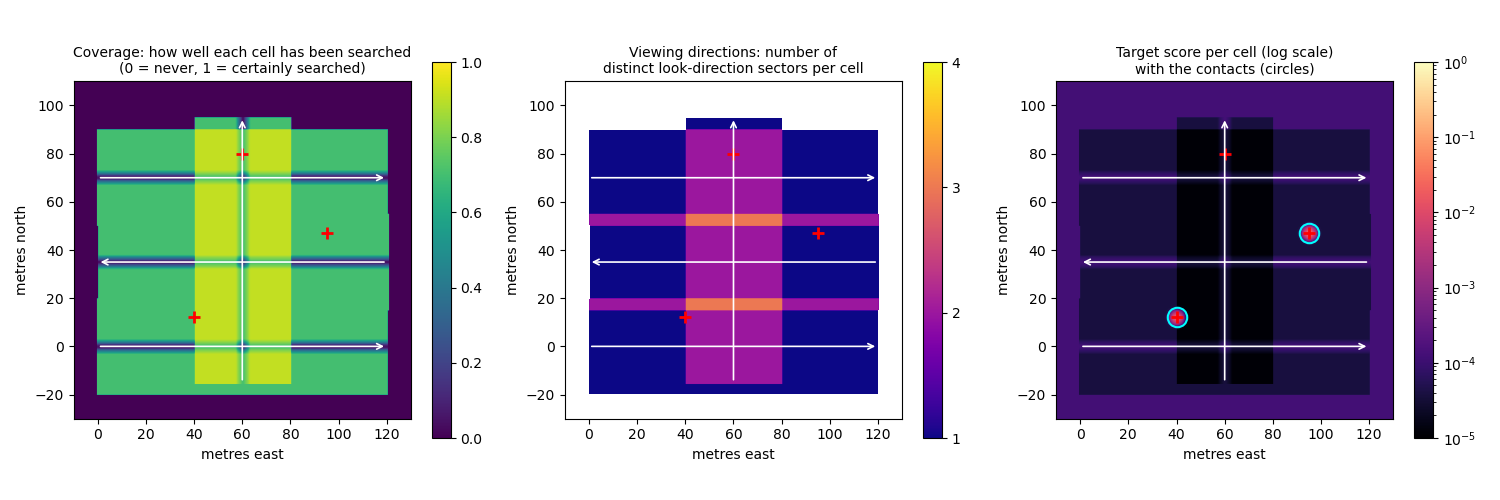 Coverage: how well each cell has been searched
(0 = never, 1 = certainly searched)
metres north
100
80
60
40
20
0
−20
0 20 40 60 80 100 120
metres east
1.0
0.8
0.6
0.4
0.2
0.0
Viewing directions: number of
distinct look-direction sectors per cell
metres north
100
80
60
40
20
0
−20
0 20 40 60 80 100 120
metres east
4
3
2
1
Target score per cell (log scale)
with the contacts (circles)
metres north
100
80
60
40
20
0
−20
0 20 40 60 80 100 120
metres east
10⁰
10⁻¹
10⁻²
10⁻³
10⁻⁴
10⁻⁵